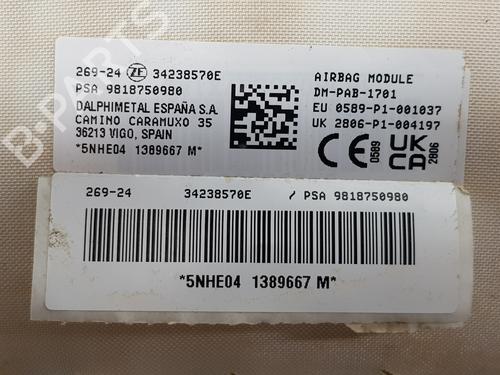 269-24 ZF 34238570E
PSA 9818750980
DALPHIMETAL ESPAÑA S.A.
CAMINO CARAMUXO 35
36213 VIGO, SPAIN
*5NHE04 1389667 M*
AIRBAG MODULE
DM-PAB-1701
EU 0589-P1-001037
UK 2806-P1-004197
CE 0589 UK CA 2806
269-24 34238570E / PSA 9818750980
*5NHE04 1389667 M*
B-PARTS